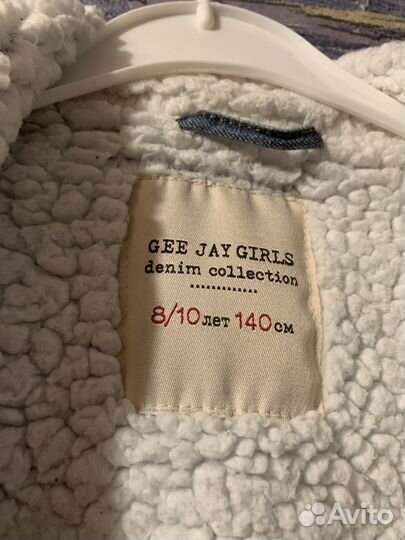 GEE JAY GIRLS
denim collection
8/10 лет 140 см
Avito